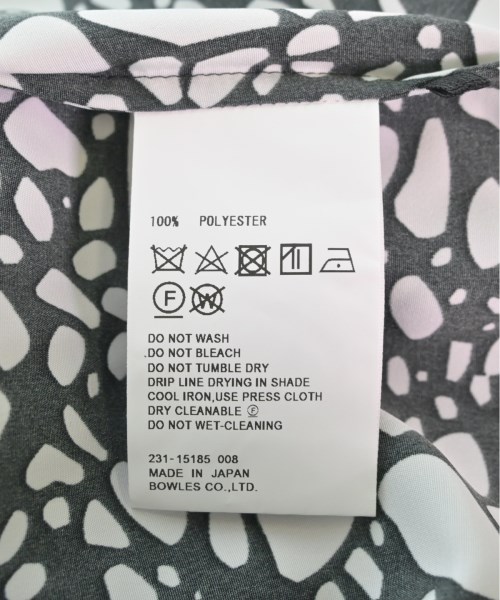 100% POLYESTER
F W
DO NOT WASH
DO NOT BLEACH
DO NOT TUMBLE DRY
DRIP LINE DRYING IN SHADE
COOL IRON,USE PRESS CLOTH
DRY CLEANABLE Ⓕ
DO NOT WET-CLEANING
231-15185 008
MADE IN JAPAN
BOWLES CO.,LTD.